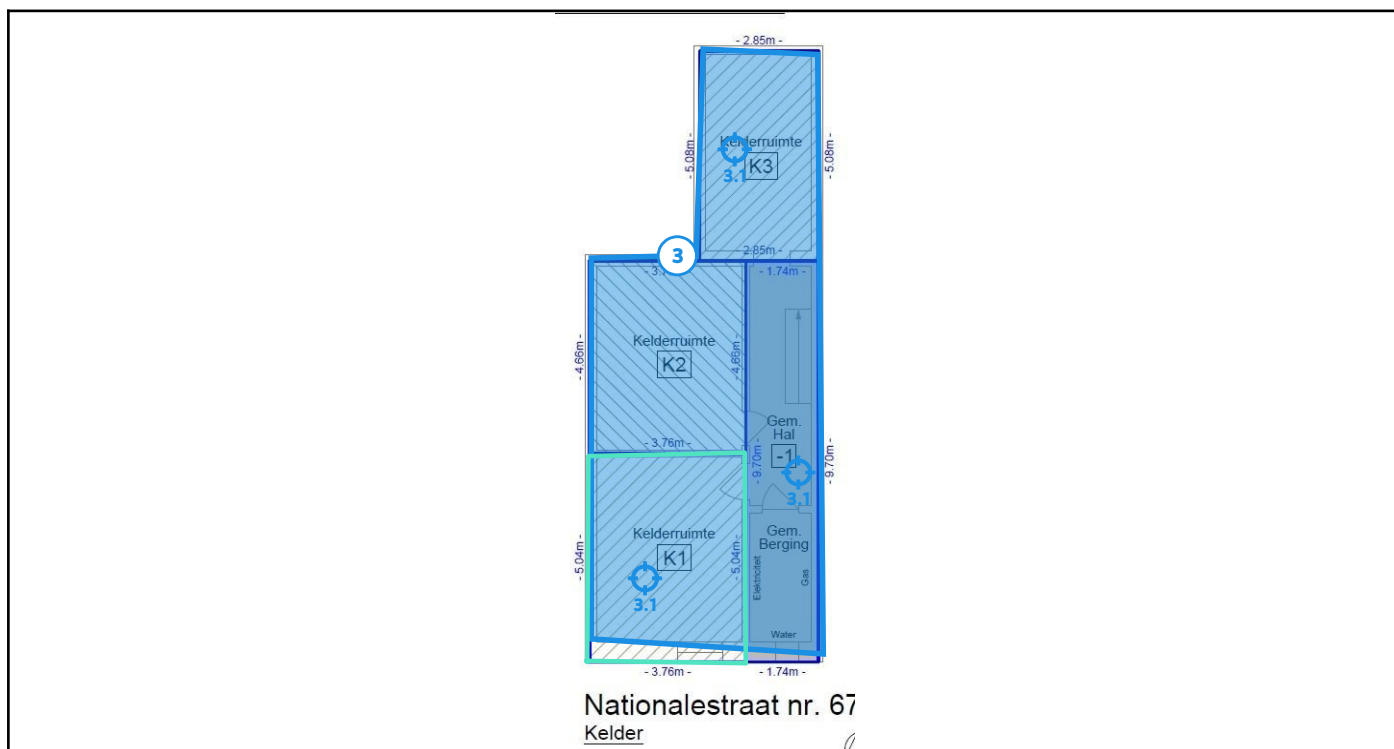 - 2.85m -
- 5.08m -
Kelderruimte
K3
3.1
- 5.08m -
- 2.85m -
3
- 1.74m -
Kelderruimte
K2
- 4.66m -
- 4.66m -
- 3.76m -
Gem.
Hal
-1
3.1
- 9.70m -
- 9.70m -
Kelderruimte
K1
3.1
- 5.04m -
- 5.04m -
Gem.
Berging
Elektriciteit
Gas
Water
- 3.76m -
- 1.74m -
Nationalestraat nr. 67
Kelder